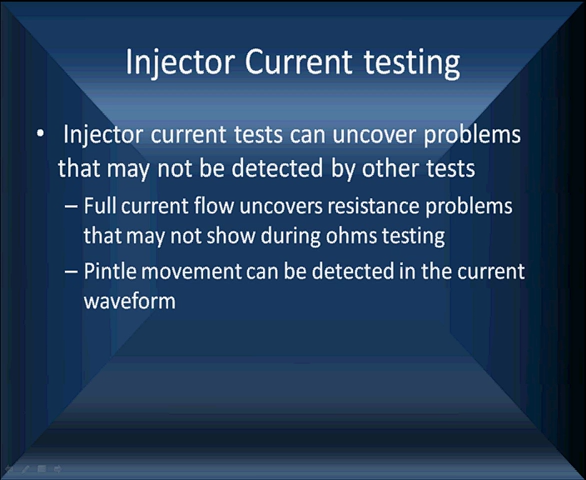 Injector Current testing
• Injector current tests can uncover problems
that may not be detected by other tests
– Full current flow uncovers resistance problems
that may not show during ohms testing
– Pintle movement can be detected in the current
waveform